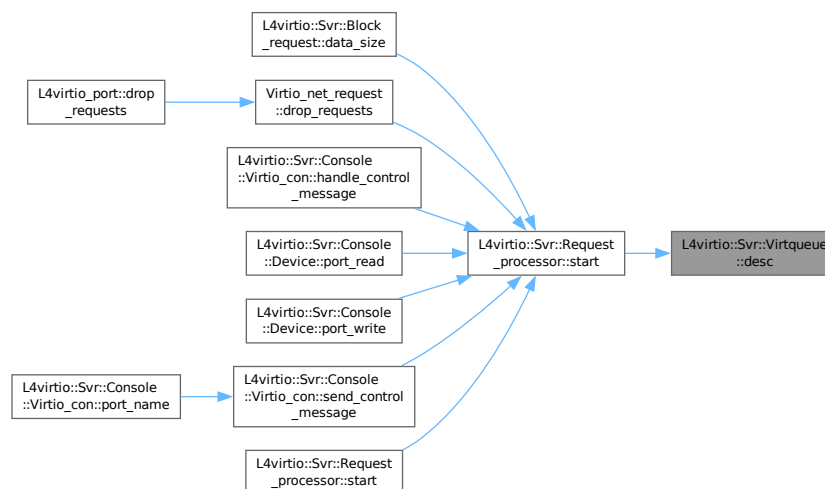 L4virtio::Svr::Block
_request::data_size
L4virtio_port::drop
_requests
Virtio_net_request
::drop_requests
L4virtio::Svr::Console
::Virtio_con::handle_control
_message
L4virtio::Svr::Console
::Device::port_read
L4virtio::Svr::Request
_processor::start
L4virtio::Svr::Virtqueue
::desc
L4virtio::Svr::Console
::Device::port_write
L4virtio::Svr::Console
::Virtio_con::port_name
L4virtio::Svr::Console
::Virtio_con::send_control
_message
L4virtio::Svr::Request
_processor::start